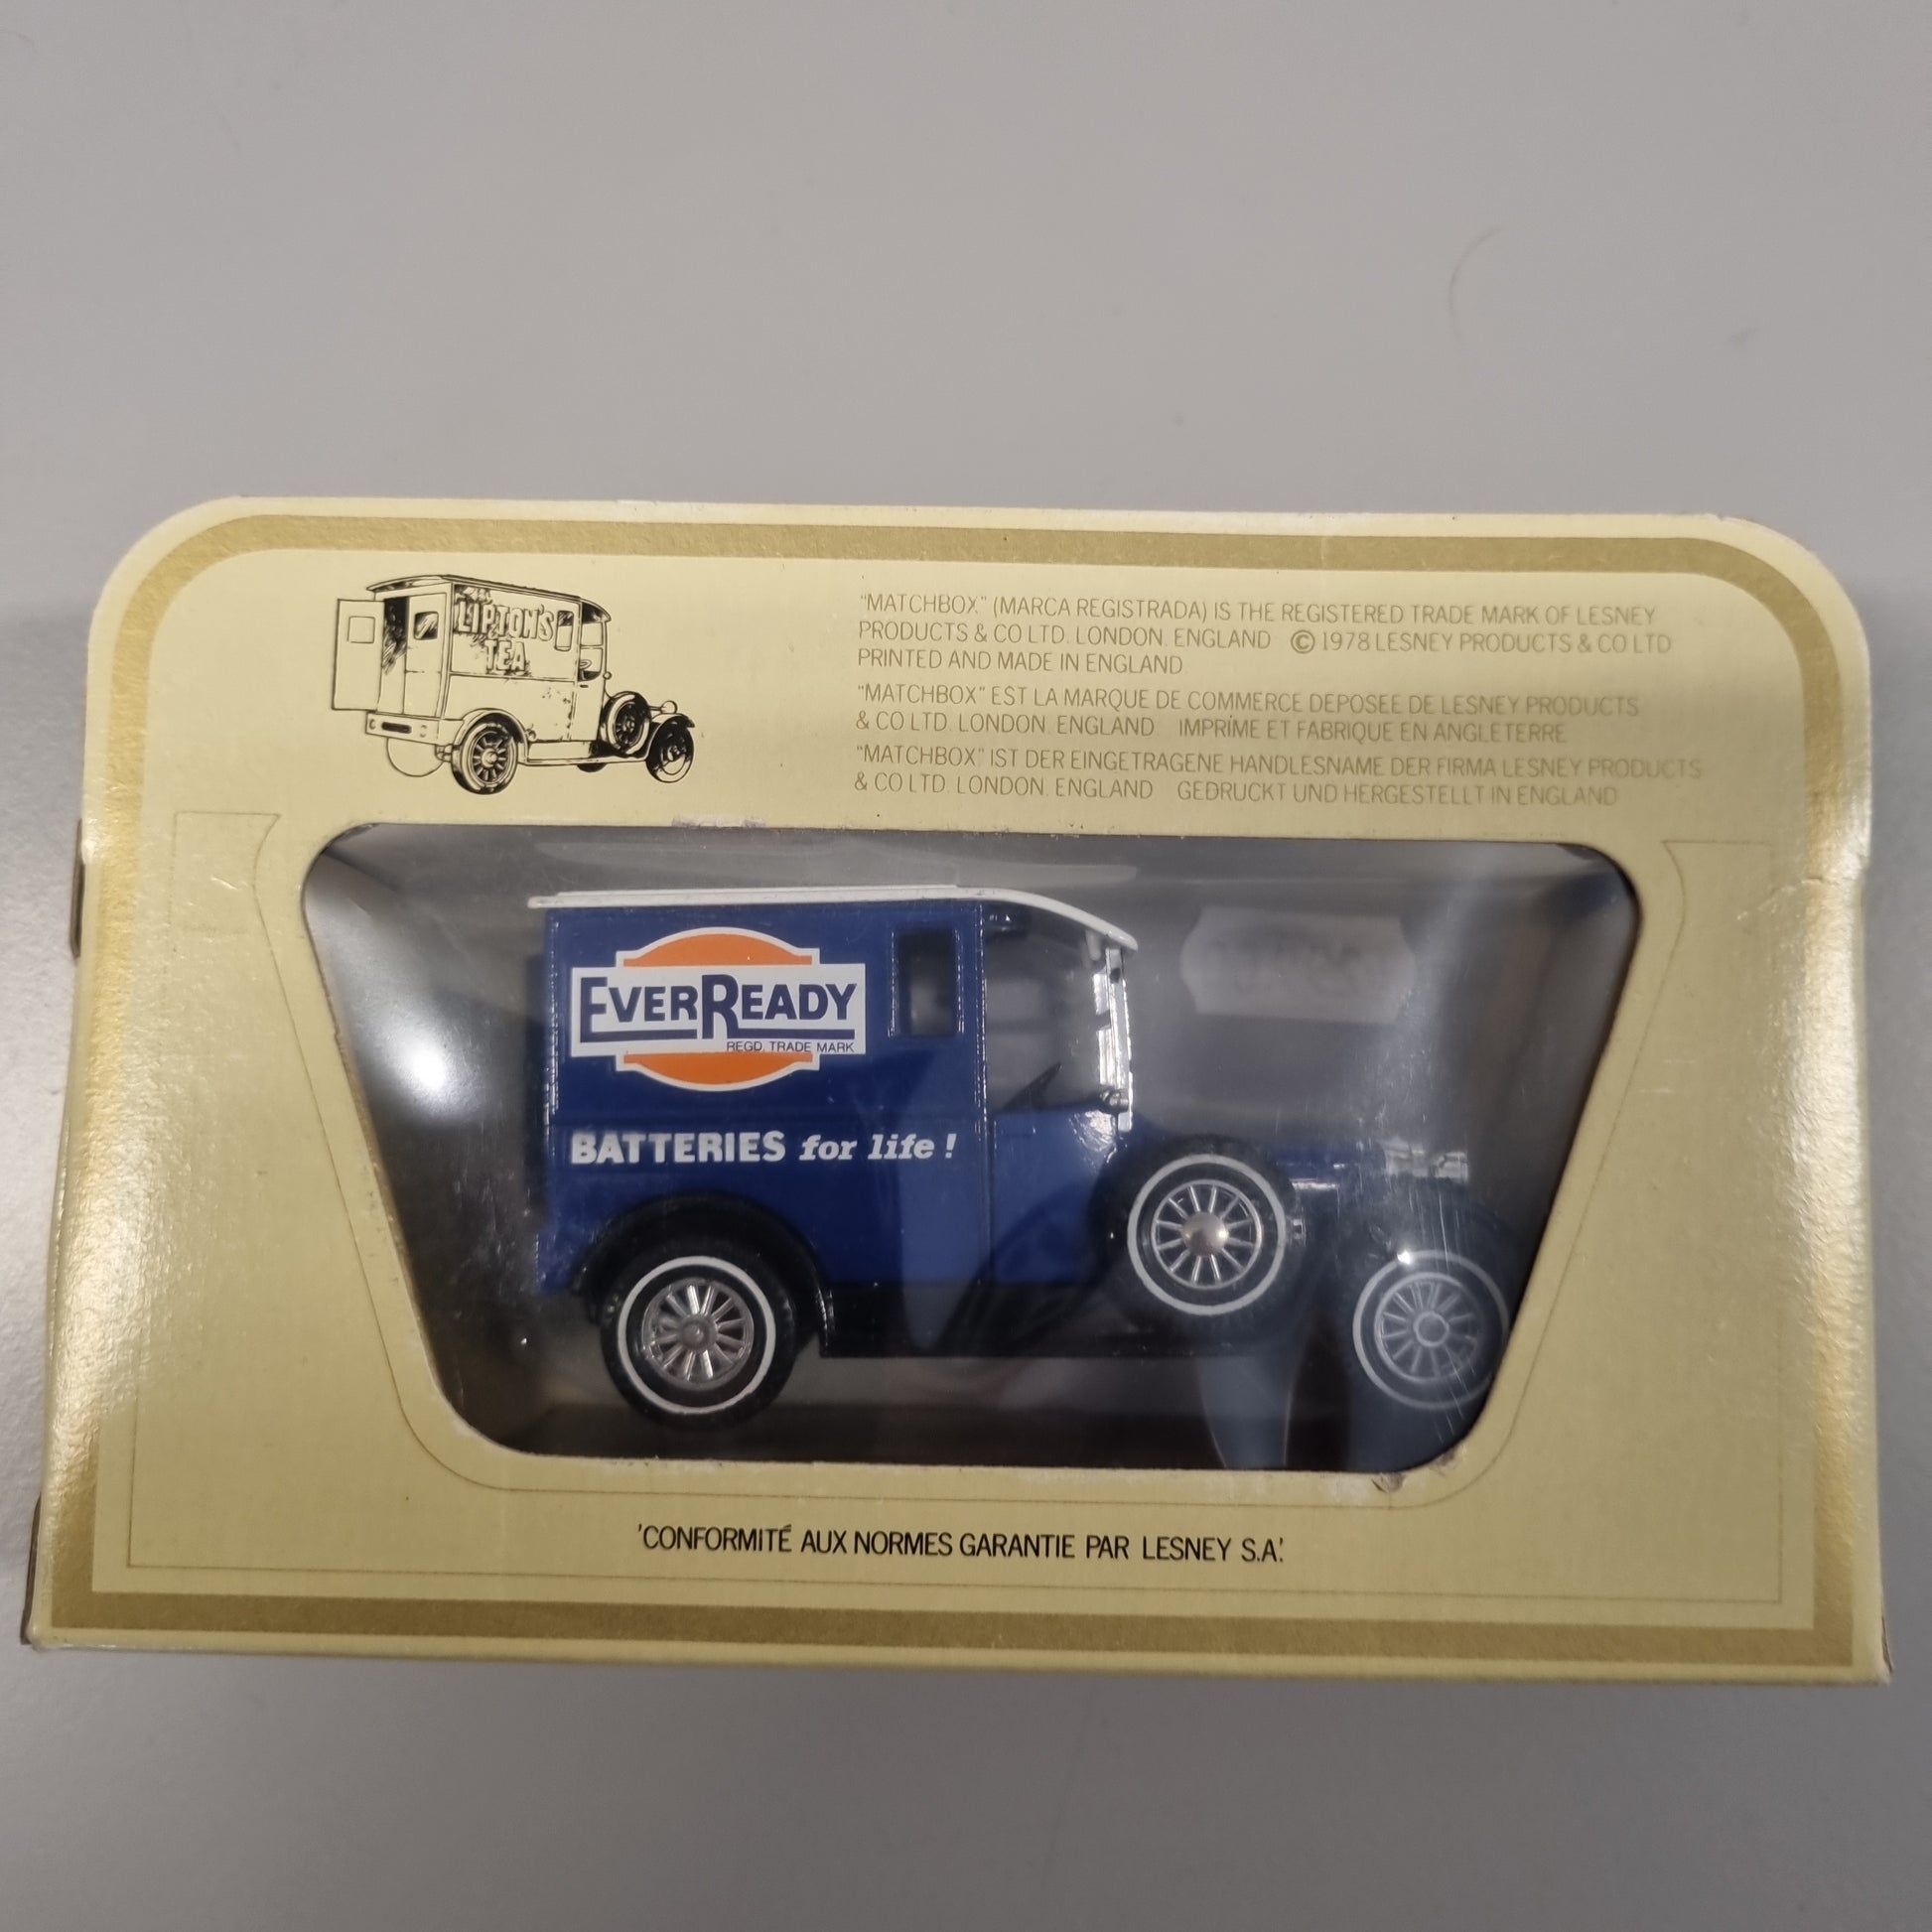 LIPTON'S
TEA
"MATCHBOX" (MARCA REGISTRADA) IS THE REGISTERED TRADE MARK OF LESNEY
PRODUCTS & CO LTD. LONDON. ENGLAND © 1978 LESNEY PRODUCTS & CO LTD
PRINTED AND MADE IN ENGLAND
"MATCHBOX" EST LA MARQUE DE COMMERCE DEPOSEE DE LESNEY PRODUCTS
& CO LTD. LONDON. ENGLAND IMPRIME ET FABRIQUE EN ANGLETERRE
"MATCHBOX" IST DER EINGETRAGENE HANDLESNAME DER FIRMA LESNEY PRODUCTS
& CO LTD. LONDON. ENGLAND GEDRUCKT UND HERGESTELLT IN ENGLAND
EVERREADY
REGD. TRADE MARK
BATTERIES for life!
'CONFORMITÉ AUX NORMES GARANTIE PAR LESNEY S.A.'